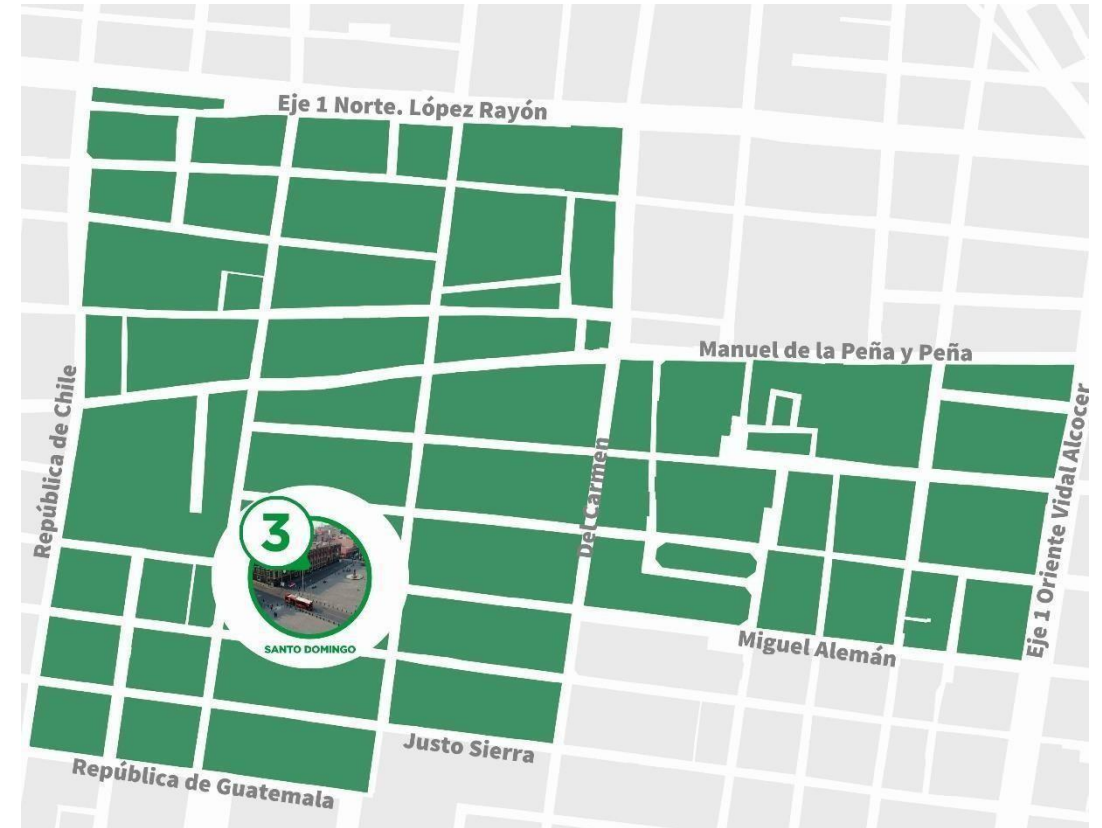 Eje 1 Norte. López Rayón
Manuel de la Peña y Peña
República de Chile
Del Carmen
Eje 1 Oriente Vidal Alcocer
3
SANTO DOMINGO
Miguel Alemán
Justo Sierra
República de Guatemala